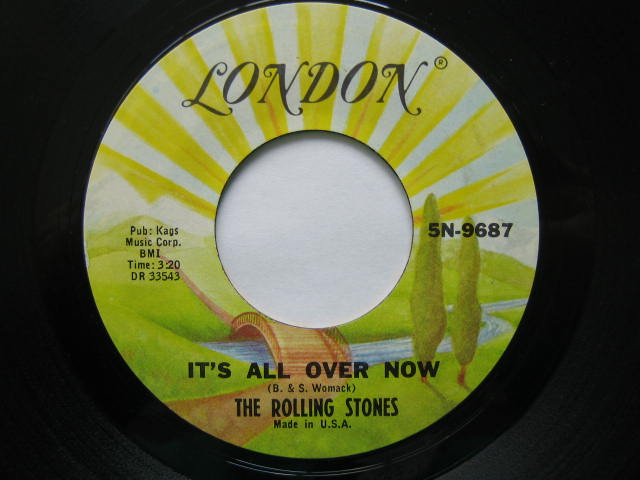 LONDON®
5N-9687
Pub: Kags
Music Corp.
BMI
Time: 3:20
DR 33543
IT'S ALL OVER NOW
(B. & S. Womack)
THE ROLLING STONES
Made in U.S.A.